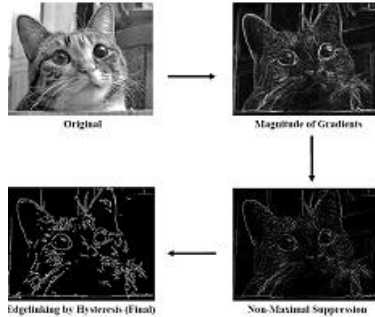 Original
Magnitude of Gradients
Edgelinking by Hysteresis (Final)
Non-Maximal Suppression